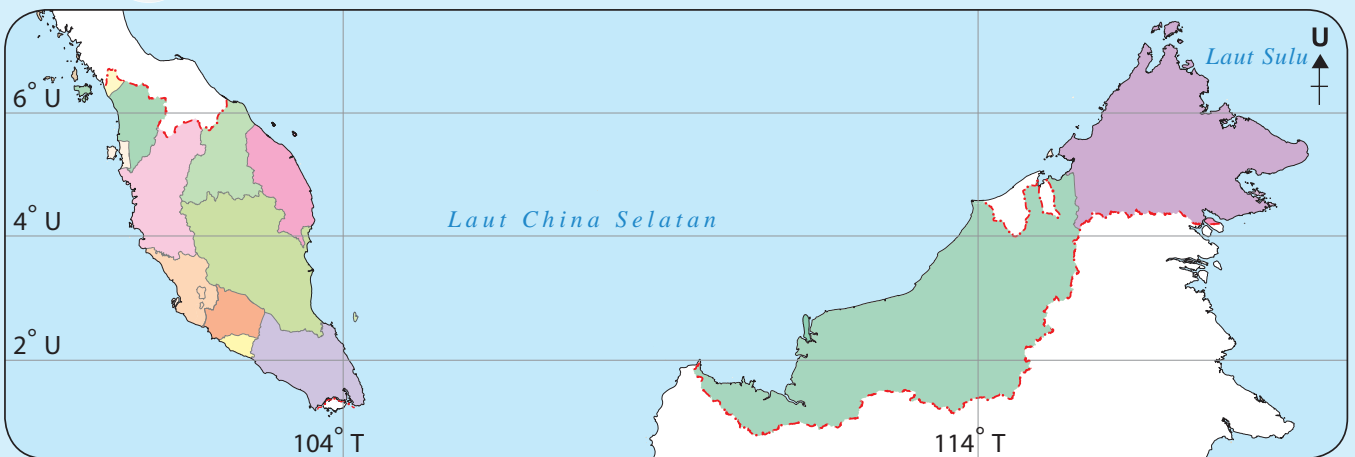 U
Laut Sulu
6° U
Laut China Selatan
4° U
2° U
104° T
114° T